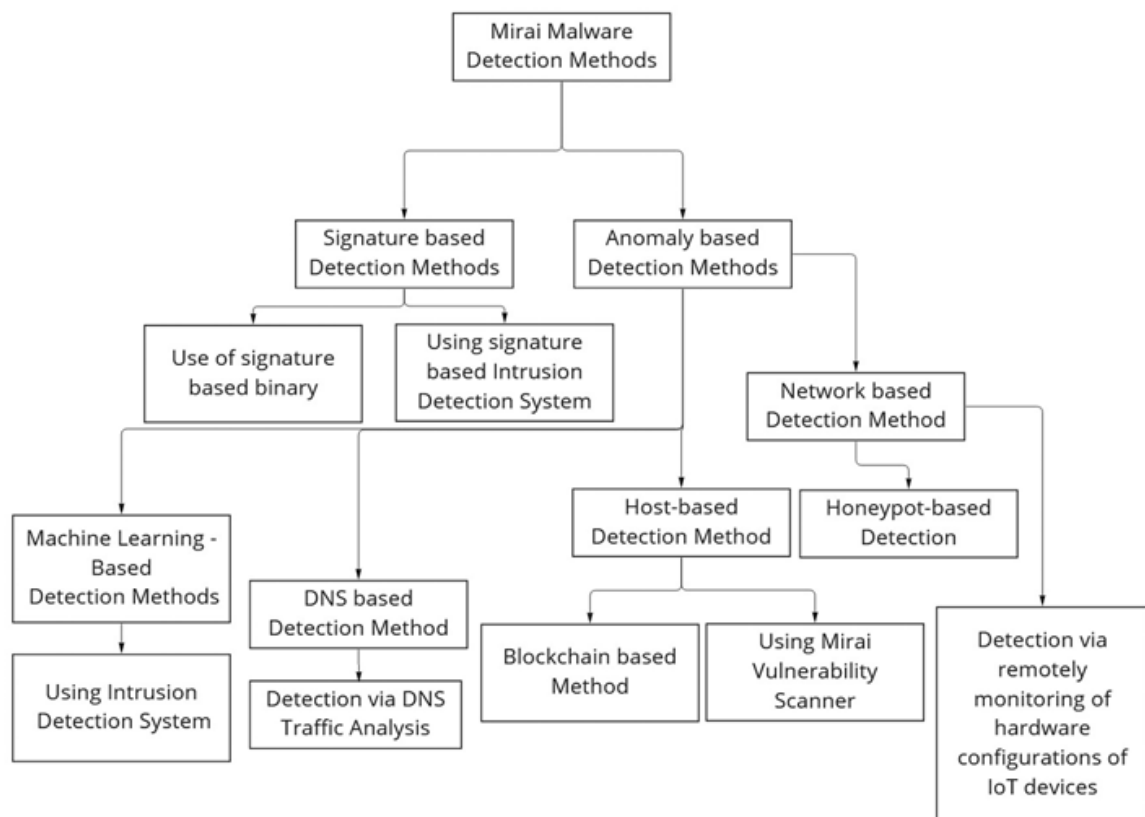 Mirai Malware
Detection Methods
Signature based
Detection Methods
Anomaly based
Detection Methods
Use of signature
based binary
Using signature
based Intrusion
Detection System
Network based
Detection Method
Machine Learning -
Based
Detection Methods
DNS based
Detection Method
Host-based
Detection Method
Honeypot-based
Detection
Using Intrusion
Detection System
Detection via DNS
Traffic Analysis
Blockchain based
Method
Using Mirai
Vulnerability
Scanner
Detection via
remotely
monitoring of
hardware
configurations of
IoT devices